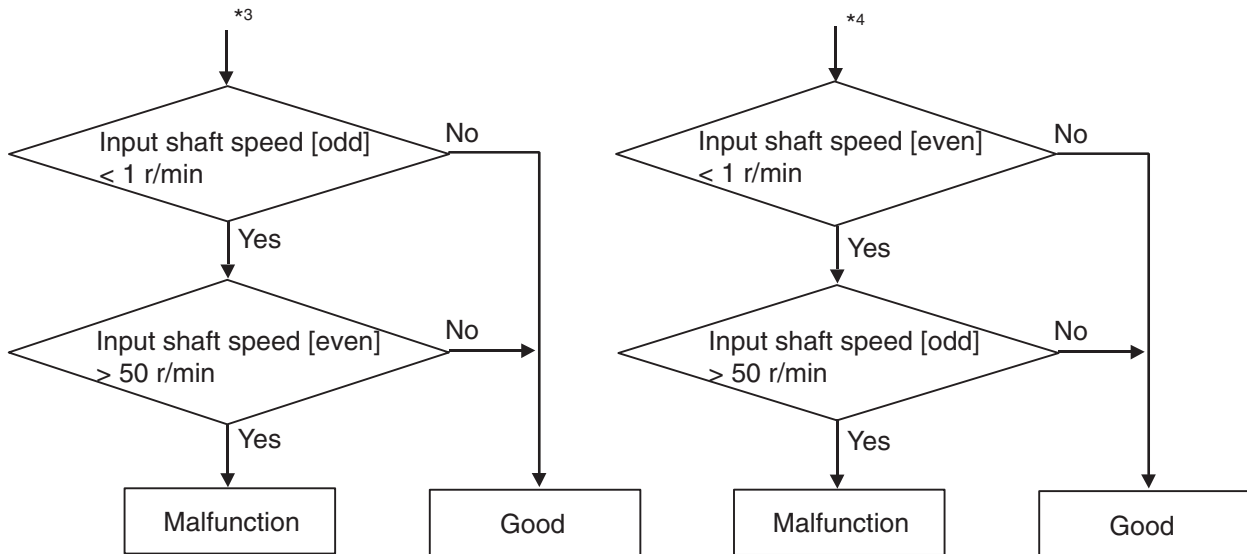 *3
Input shaft speed [odd]
< 1 r/min
No
Yes
Input shaft speed [even]
> 50 r/min
No
Yes
Malfunction
Good
*4
Input shaft speed [even]
< 1 r/min
No
Yes
Input shaft speed [odd]
> 50 r/min
No
Yes
Malfunction
Good